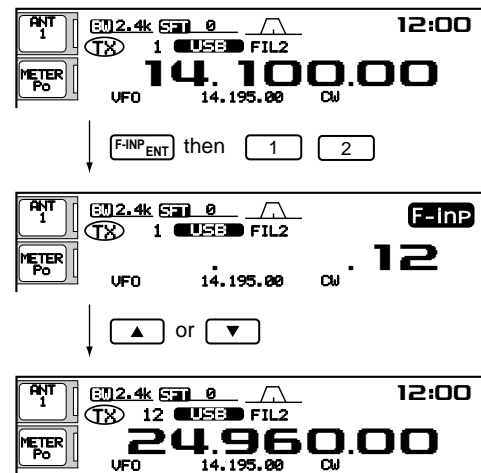 ANT 1 BW 2.4k SFT 0 12:00
TX 1 USB FIL2
METER Po 14.100.00
VFO 14.195.00 CW
F-INP ENT then 1 2
ANT 1 BW 2.4k SFT 0 F-INP
TX 1 USB FIL2
METER Po . . 12
VFO 14.195.00 CW
▲ or ▼
ANT 1 BW 2.4k SFT 0 12:00
TX 12 USB FIL2
METER Po 24.960.00
VFO 14.195.00 CW